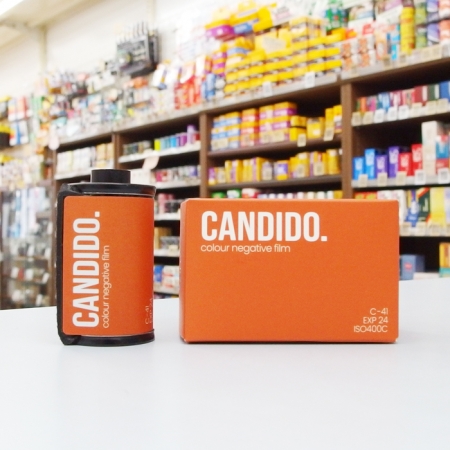 CANDIDO.
colour negative film
CANDIDO.
colour negative film
C-41
EXP 24
ISO400C